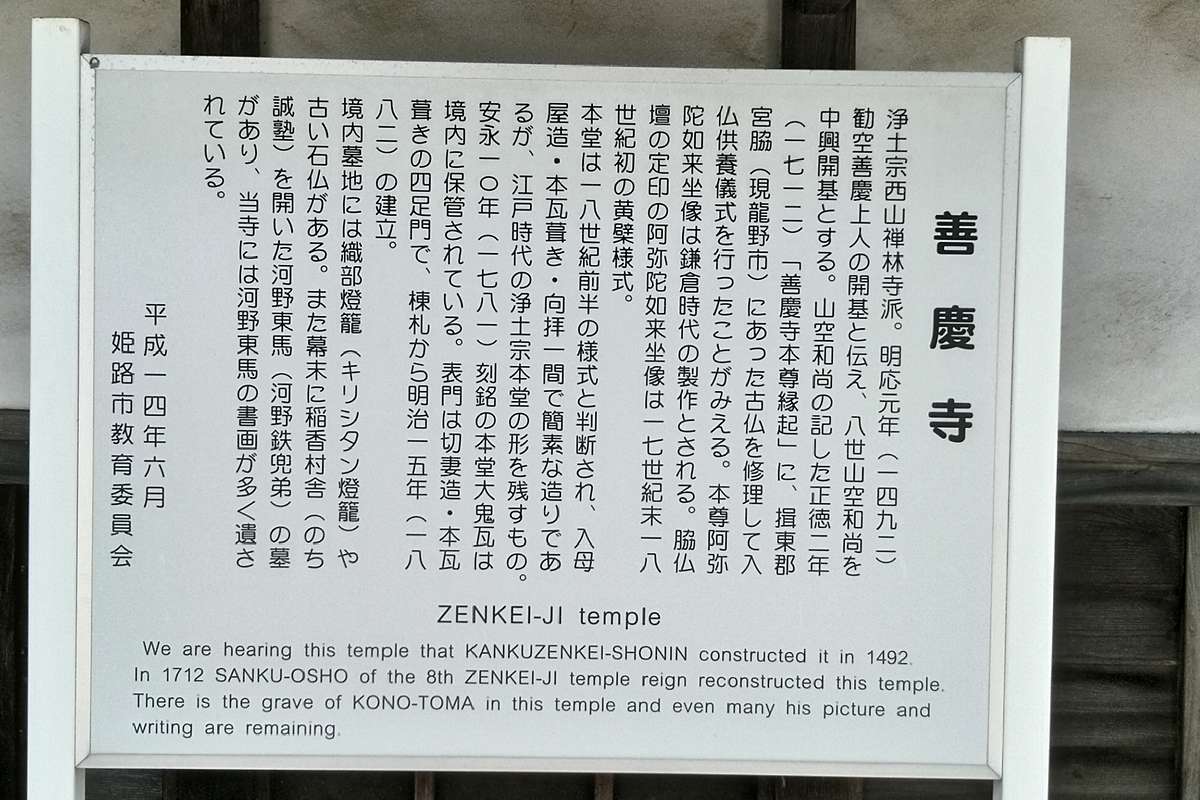 善慶寺
浄土宗西山禅林寺派。明応元年（一四九二）
勧空善慶上人の開基と伝え、八世山空和尚を
中興開基とする。山空和尚の記した正徳二年
（一七一二）「善慶寺本尊縁起」に、揖東郡
宮脇（現龍野市）にあった古仏を修理して入
仏供養儀式を行ったことがみえる。本尊阿弥
陀如来坐像は鎌倉時代の製作とされる。脇仏
壇の定印の阿弥陀如来坐像は一七世紀末一八
世紀初の黄檗様式。
本堂は一八世紀前半の様式と判断され、入母
屋造・本瓦葺き・向拝一間で簡素な造りであ
るが、江戸時代の浄土宗本堂の形を残すもの。
安永一〇年（一七八一）刻銘の本堂大鬼瓦は
境内に保管されている。表門は切妻造・本瓦
葺きの四足門で、棟札から明治一五年（一八
八二）の建立。
境内墓地には織部燈籠（キリシタン燈籠）や
古い石仏がある。また幕末に稲香村舎（のち
誠塾）を開いた河野東馬（河野鉄兜弟）の墓
があり、当寺には河野東馬の書画が多く遺さ
れている。
平成一四年六月
姫路市教育委員会
ZENKEI-JI temple
We are hearing this temple that KANKUZENKEI-SHONIN constructed it in 1492.
In 1712 SANKU-OSHO of the 8th ZENKEI-JI temple reign reconstructed this temple.
There is the grave of KONO-TOMA in this temple and even many his picture and
writing are remaining.